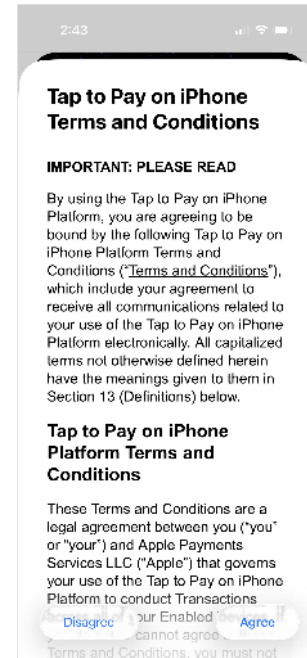 2:43
Tap to Pay on iPhone
Terms and Conditions
IMPORTANT: PLEASE READ
By using the Tap to Pay on iPhone
Platform, you are agreeing to be
bound by the following Tap to Pay on
iPhone Platform Terms and
Conditions (“Terms and Conditions”),
which include your agreement to
receive all communications related to
your use of the Tap to Pay on iPhone
Platform electronically. All capitalized
terms not otherwise defined herein
have the meanings given to them in
Section 13 (Definitions) below.
Tap to Pay on iPhone
Platform Terms and
Conditions
These Terms and Conditions are a
legal agreement between you (“you”
or “your”) and Apple Payments
Services LLC (“Apple”) that governs
your use of the Tap to Pay on iPhone
Platform to conduct Transactions
Disagree our Enabled Agree
cannot agree
Terms and Conditions, you must not